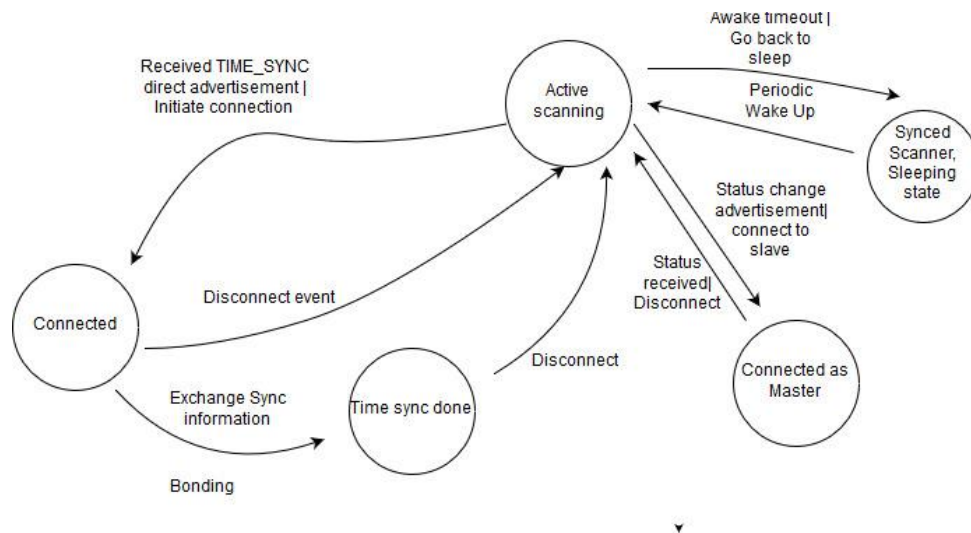 Awake timeout |
Go back to
sleep
Received TIME_SYNC
direct advertisement |
Initiate connection
Active
scanning
Periodic
Wake Up
Synced
Scanner,
Sleeping
state
Status change
advertisement|
connect to
slave
Status
received|
Disconnect
Disconnect event
Connected
Disconnect
Connected as
Master
Exchange Sync
information
Time sync done
Bonding